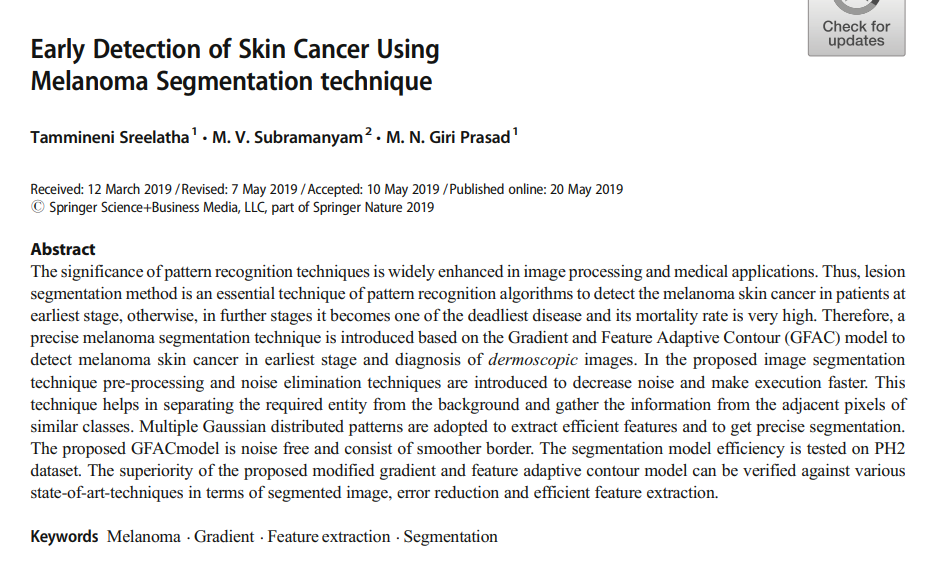 Check for
updates
Early Detection of Skin Cancer Using
Melanoma Segmentation technique
Tammineni Sreelatha 1 · M. V. Subramanyam 2 · M. N. Giri Prasad 1
Received: 12 March 2019 / Revised: 7 May 2019 / Accepted: 10 May 2019 / Published online: 20 May 2019
© Springer Science+Business Media, LLC, part of Springer Nature 2019
Abstract
The significance of pattern recognition techniques is widely enhanced in image processing and medical applications. Thus, lesion
segmentation method is an essential technique of pattern recognition algorithms to detect the melanoma skin cancer in patients at
earliest stage, otherwise, in further stages it becomes one of the deadliest disease and its mortality rate is very high. Therefore, a
precise melanoma segmentation technique is introduced based on the Gradient and Feature Adaptive Contour (GFAC) model to
detect melanoma skin cancer in earliest stage and diagnosis of dermoscopic images. In the proposed image segmentation
technique pre-processing and noise elimination techniques are introduced to decrease noise and make execution faster. This
technique helps in separating the required entity from the background and gather the information from the adjacent pixels of
similar classes. Multiple Gaussian distributed patterns are adopted to extract efficient features and to get precise segmentation.
The proposed GFACmodel is noise free and consist of smoother border. The segmentation model efficiency is tested on PH2
dataset. The superiority of the proposed modified gradient and feature adaptive contour model can be verified against various
state-of-art-techniques in terms of segmented image, error reduction and efficient feature extraction.
Keywords Melanoma · Gradient · Feature extraction · Segmentation